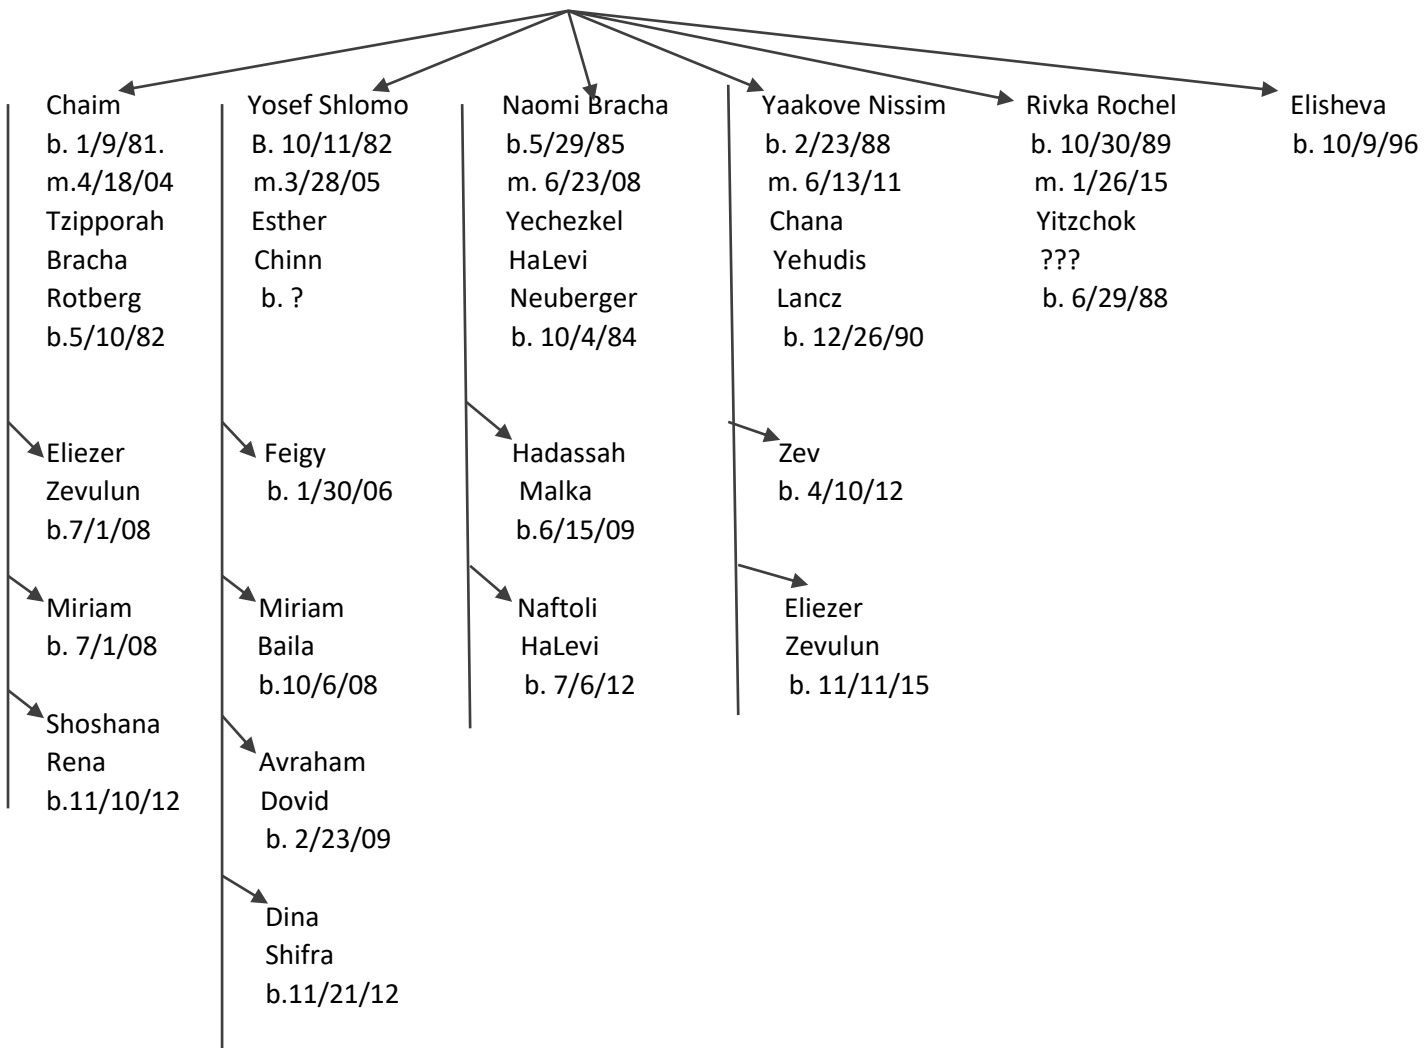 Chaim
b. 1/9/81.
m.4/18/04
Tzipporah
Bracha
Rotberg
b.5/10/82
Eliezer
Zevulun
b.7/1/08
Miriam
b. 7/1/08
Shoshana
Rena
b.11/10/12
Yosef Shlomo
B. 10/11/82
m.3/28/05
Esther
Chinn
b. ?
Feigy
b. 1/30/06
Miriam
Baila
b.10/6/08
Avraham
Dovid
b. 2/23/09
Dina
Shifra
b.11/21/12
Naomi Bracha
b.5/29/85
m. 6/23/08
Yechezkel
HaLevi
Neuberger
b. 10/4/84
Hadassah
Malka
b.6/15/09
Naftoli
HaLevi
b. 7/6/12
Yaakove Nissim
b. 2/23/88
m. 6/13/11
Chana
Yehudis
Lancz
b. 12/26/90
Zev
b. 4/10/12
Eliezer
Zevulun
b. 11/11/15
Rivka Rochel
b. 10/30/89
m. 1/26/15
Yitzchok
???
b. 6/29/88
Elisheva
b. 10/9/96